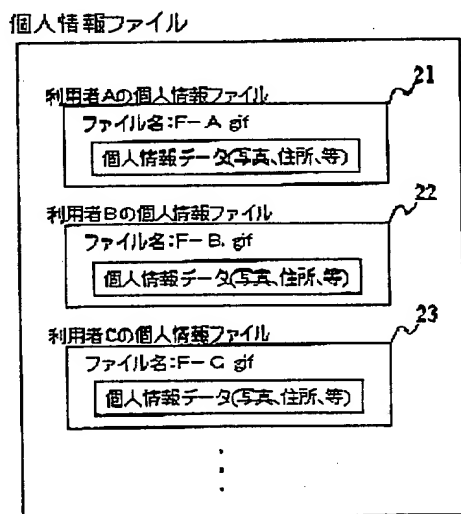 個人情報ファイル
21
利用者Aの個人情報ファイル
ファイル名:F-A gif
個人情報データ(写真、住所、等)
22
利用者Bの個人情報ファイル
ファイル名:F-B. gif
個人情報データ(写真、住所、等)
23
利用者Cの個人情報ファイル
ファイル名:F-C gif
個人情報データ(写真、住所、等)